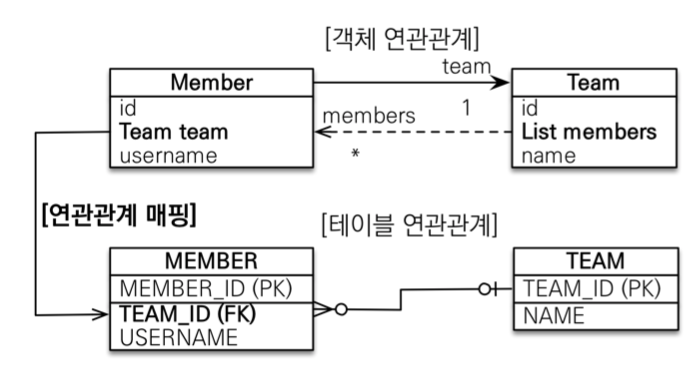 [객체 연관관계]
team
Member
id
Team team
username
members
1
*
Team
id
List members
name
[연관관계 매핑]
[테이블 연관관계]
MEMBER
MEMBER_ID (PK)
TEAM_ID (FK)
USERNAME
TEAM
TEAM_ID (PK)
NAME